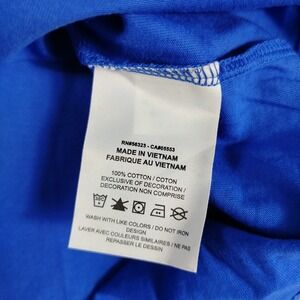 RN#56323 - CA#05553
MADE IN VIETNAM
FABRIQUE AU VIETNAM
100% COTTON / COTON
EXCLUSIVE OF DECORATION /
DECORATION NON COMPRISE
WASH WITH LIKE COLORS / DO NOT IRON
DESIGN
LAVER AVEC COULEURS SIMILAIRES / NE PAS
REPASSER LE DESSIN